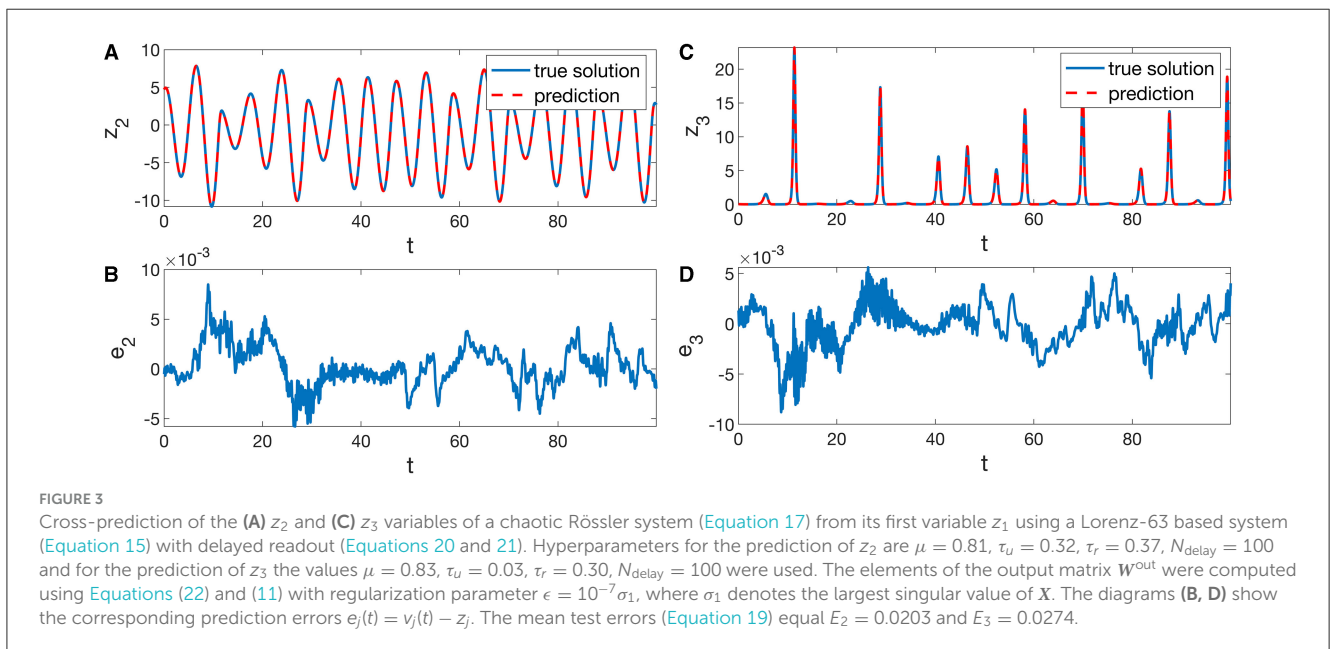 A
10
5
0
-5
-10
z2
true solution
prediction
0
20
40
60
80
t
C
20
15
10
5
0
z3
true solution
prediction
0
20
40
60
80
t
B
×10-3
10
5
0
-5
e2
0
20
40
60
80
t
D
×10-3
5
0
-5
-10
e3
0
20
40
60
80
t
FIGURE 3
Cross-prediction of the (A) z2 and (C) z3 variables of a chaotic Rössler system (Equation 17) from its first variable z1 using a Lorenz-63 based system
(Equation 15) with delayed readout (Equations 20 and 21). Hyperparameters for the prediction of z2 are μ = 0.81, τu = 0.32, τr = 0.37, Ndelay = 100
and for the prediction of z3 the values μ = 0.83, τu = 0.03, τr = 0.30, Ndelay = 100 were used. The elements of the output matrix Wout were computed
using Equations (22) and (11) with regularization parameter ϵ = 10−7σ1, where σ1 denotes the largest singular value of X. The diagrams (B, D) show
the corresponding prediction errors ej(t) = vj(t) − zj. The mean test errors (Equation 19) equal E2 = 0.0203 and E3 = 0.0274.